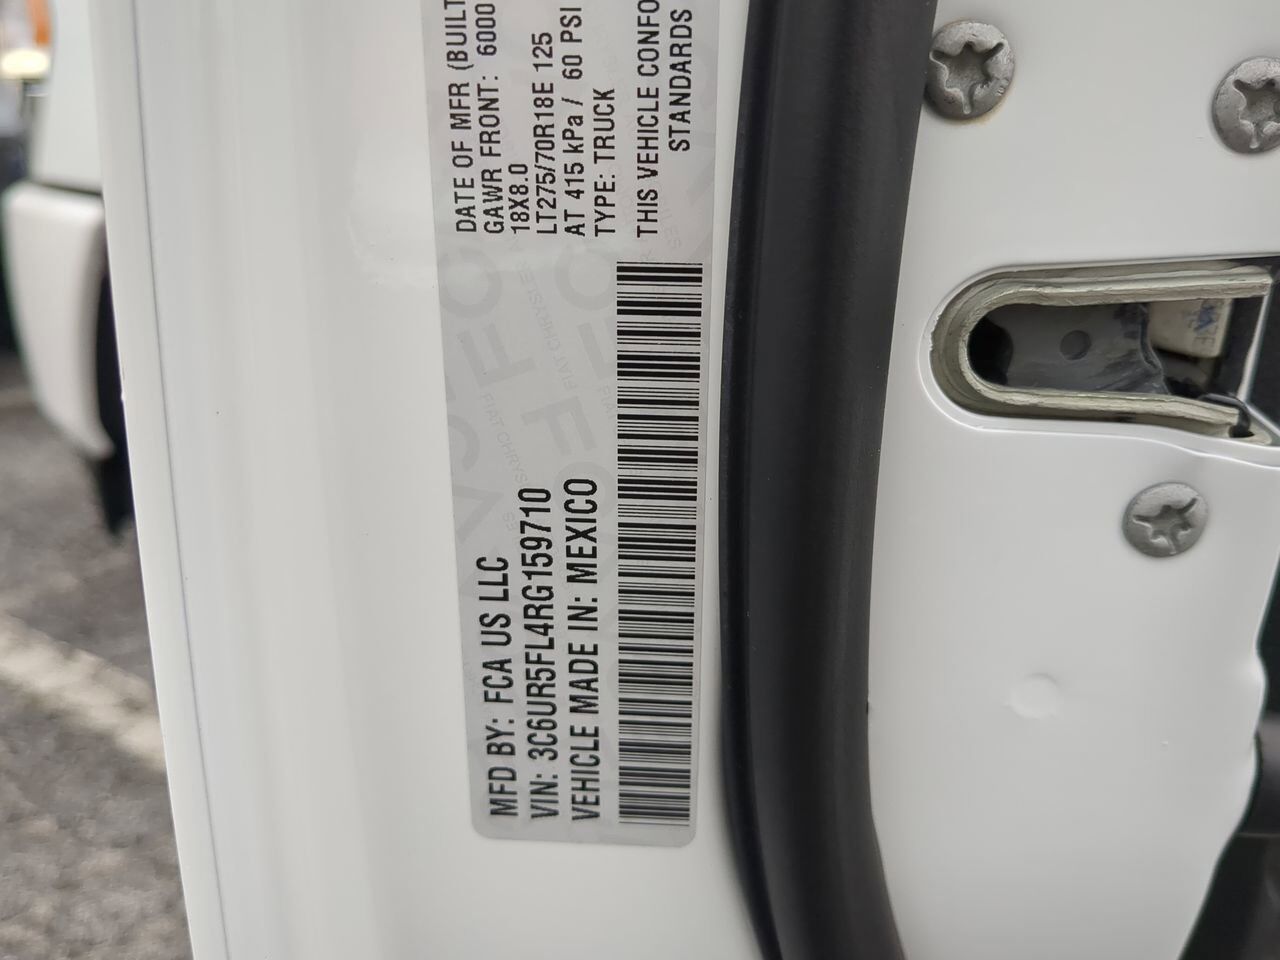 MFD BY: FCA US LLC
VIN: 3C6UR5FL4RG159710
VEHICLE MADE IN: MEXICO
DATE OF MFR (BUILT
GAWR FRONT: 6000
18X8.0
LT275/70R18E 125
AT 415 kPa / 60 PSI
TYPE: TRUCK
THIS VEHICLE CONFO
STANDARDS